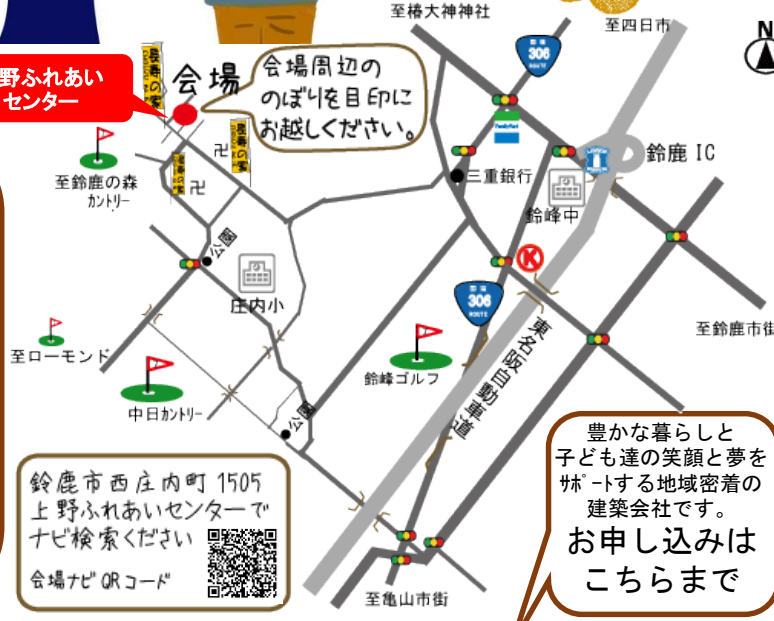 至椿大神神社
至四日市
306
ROUTE
N
野ふれあい
センター
会場
長寿の家
会場周辺の
のぼりを目印に
お越しください。
FamilyMart
卍
長寿の家
長寿の家
卍
至鈴鹿の森
カントリー
三重銀行
鈴峰中
鈴鹿 IC
公園
庄内小
K
306
ROUTE
至ローモンド
中日カントリー
鈴峰ゴルフ
東名阪自動車道
至鈴鹿市街
公園
鈴鹿市西庄内町 1505
上野ふれあいセンターで
ナビ検索ください
会場ナビ QRコード
至亀山市街
豊かな暮らしと
子ども達の笑顔と夢を
ｻﾎﾟｰﾄする地域密着の
建築会社です。
お申し込みは
こちらまで